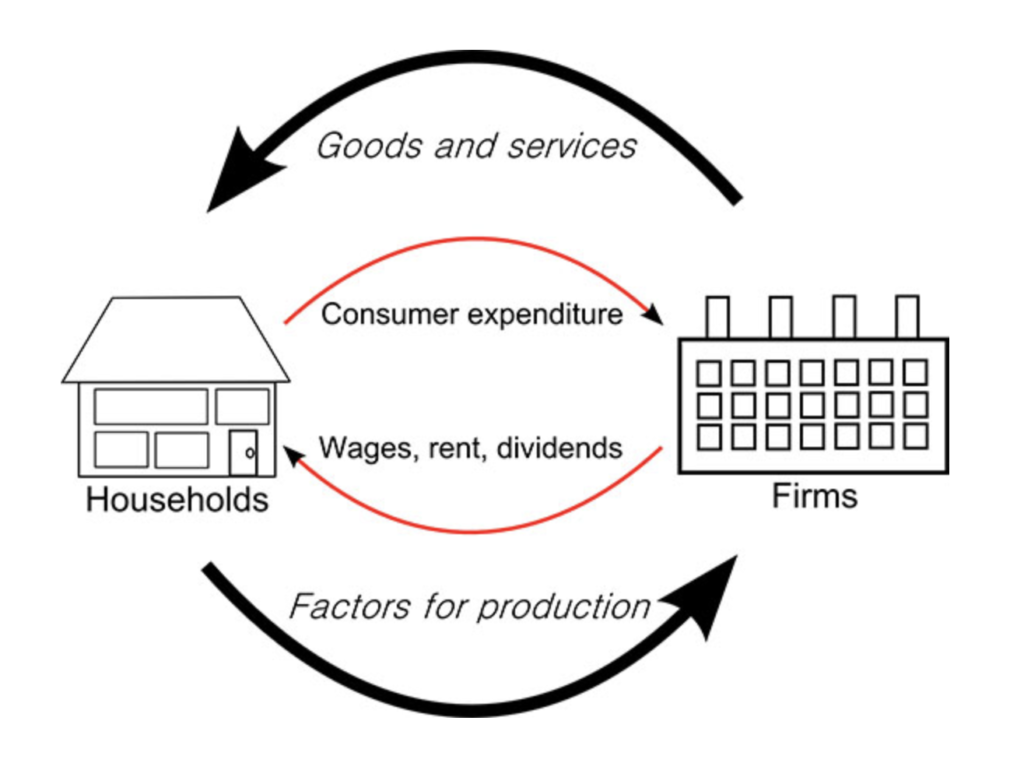 Goods and services
Consumer expenditure
Wages, rent, dividends
Households
Firms
Factors for production